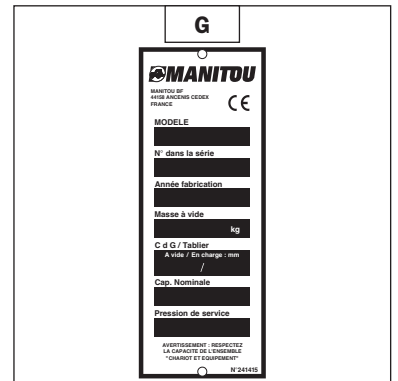 G
MANITOU
MANITOU BF
44158 ANCENIS CEDEX
FRANCE
CE
MODELE
N° dans la série
Année fabrication
Masse à vide
kg
C d G / Tablier
A vide / En charge : mm
/
Cap. Nominale
Pression de service
AVERTISSEMENT : RESPECTEZ
LA CAPACITE DE L'ENSEMBLE
"CHARIOT ET EQUIPEMENT"
N°241415